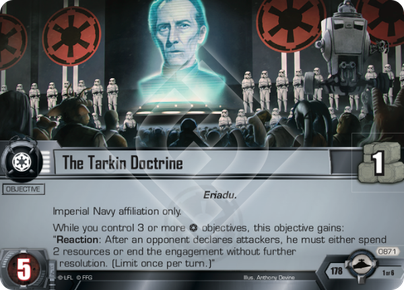 The Tarkin Doctrine
1
OBJECTIVE
Eriadu.
Imperial Navy affiliation only.
While you control 3 or more objectives, this objective gains:
"Reaction: After an opponent declares attackers, he must either spend
2 resources or end the engagement without further
resolution. (Limit once per turn.)"
0871
5
© LFL © FFG
Illus. Anthony Devine
178
1 of 6